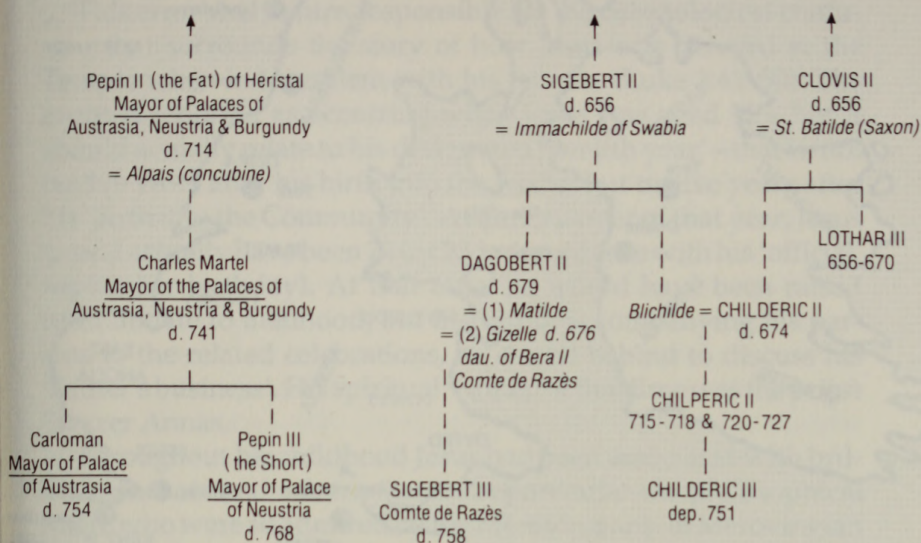 Pepin II (the Fat) of Heristal
Mayor of Palaces of
Austrasia, Neustria & Burgundy
d. 714
= Alpais (concubine)
SIGEBERT II
d. 656
= Immachilde of Swabia
CLOVIS II
d. 656
= St. Batilde (Saxon)
LOTHAR III
656-670
Charles Martel
Mayor of the Palaces of
Austrasia, Neustria & Burgundy
d. 741
DAGOBERT II
d. 679
= (1) Matilde
= (2) Gizelle d. 676
dau. of Bera II
Comte de Razès
Blichilde = CHILDERIC II
d. 674
CHILPERIC II
715-718 & 720-727
Carloman
Mayor of Palace
of Austrasia
d. 754
Pepin III
(the Short)
Mayor of Palace
of Neustria
d. 768
SIGEBERT III
Comte de Razès
d. 758
CHILDERIC III
dep. 751